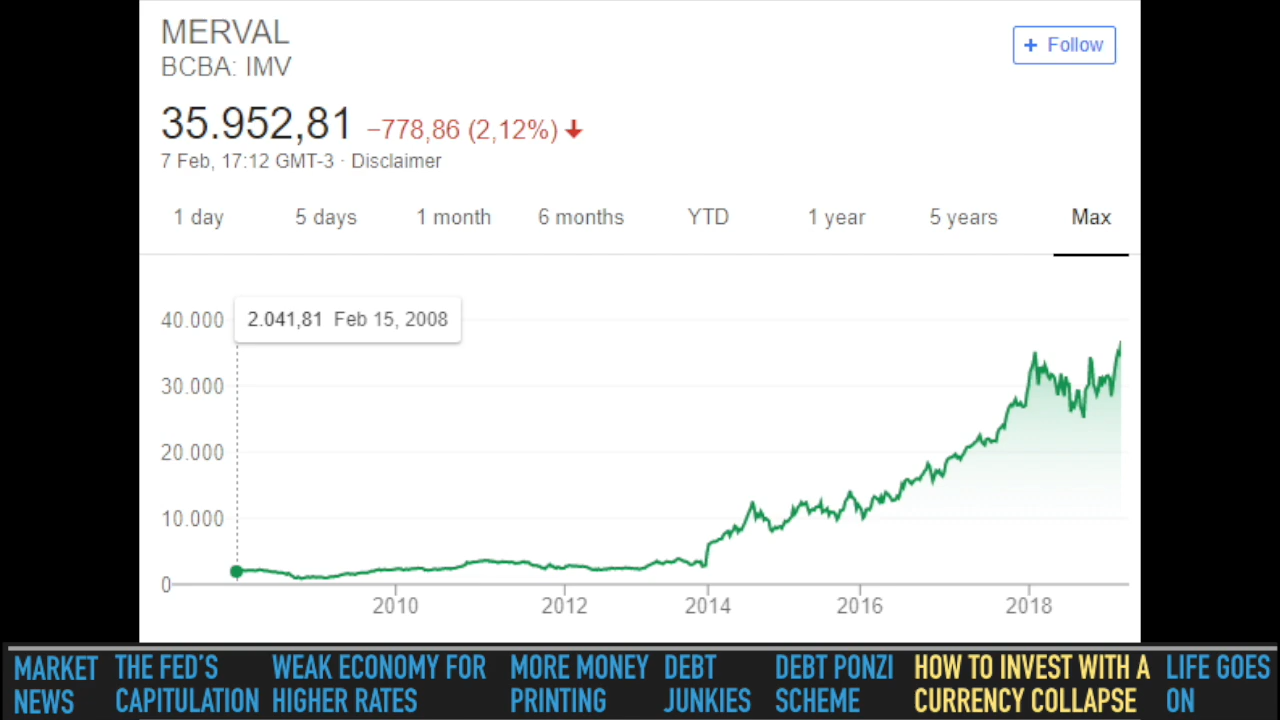 MERVAL
BCBA: IMV
+ Follow
35.952,81 −778,86 (2,12%)
7 Feb, 17:12 GMT-3 · Disclaimer
1 day 5 days 1 month 6 months YTD 1 year 5 years Max
2.041,81 Feb 15, 2008
40.000
30.000
20.000
10.000
0
2010 2012 2014 2016 2018
MARKET NEWS
THE FED'S CAPITULATION
WEAK ECONOMY FOR HIGHER RATES
MORE MONEY PRINTING
DEBT JUNKIES
DEBT PONZI SCHEME
HOW TO INVEST WITH A CURRENCY COLLAPSE
LIFE GOES ON